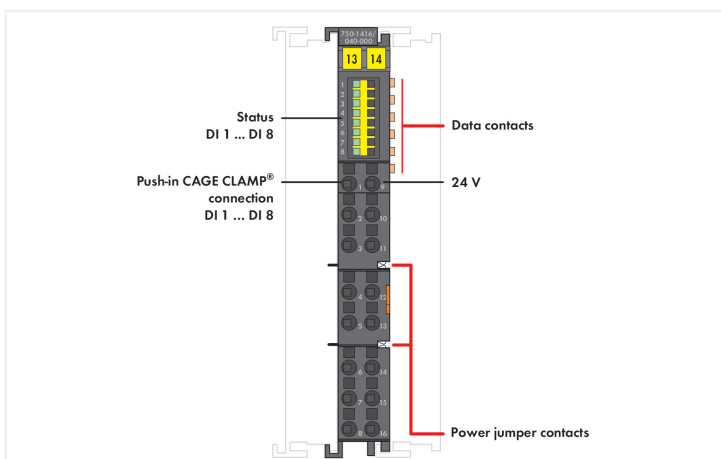 750-1416/
040-000
13 14
1
2
3
4
5
6
7
8
Status
DI 1 ... DI 8
Data contacts
Push-in CAGE CLAMP®
connection
DI 1 ... DI 8
24 V
1 9
2 10
3 11
4 12
5 13
6 14
7 15
8 16
Power jumper contacts